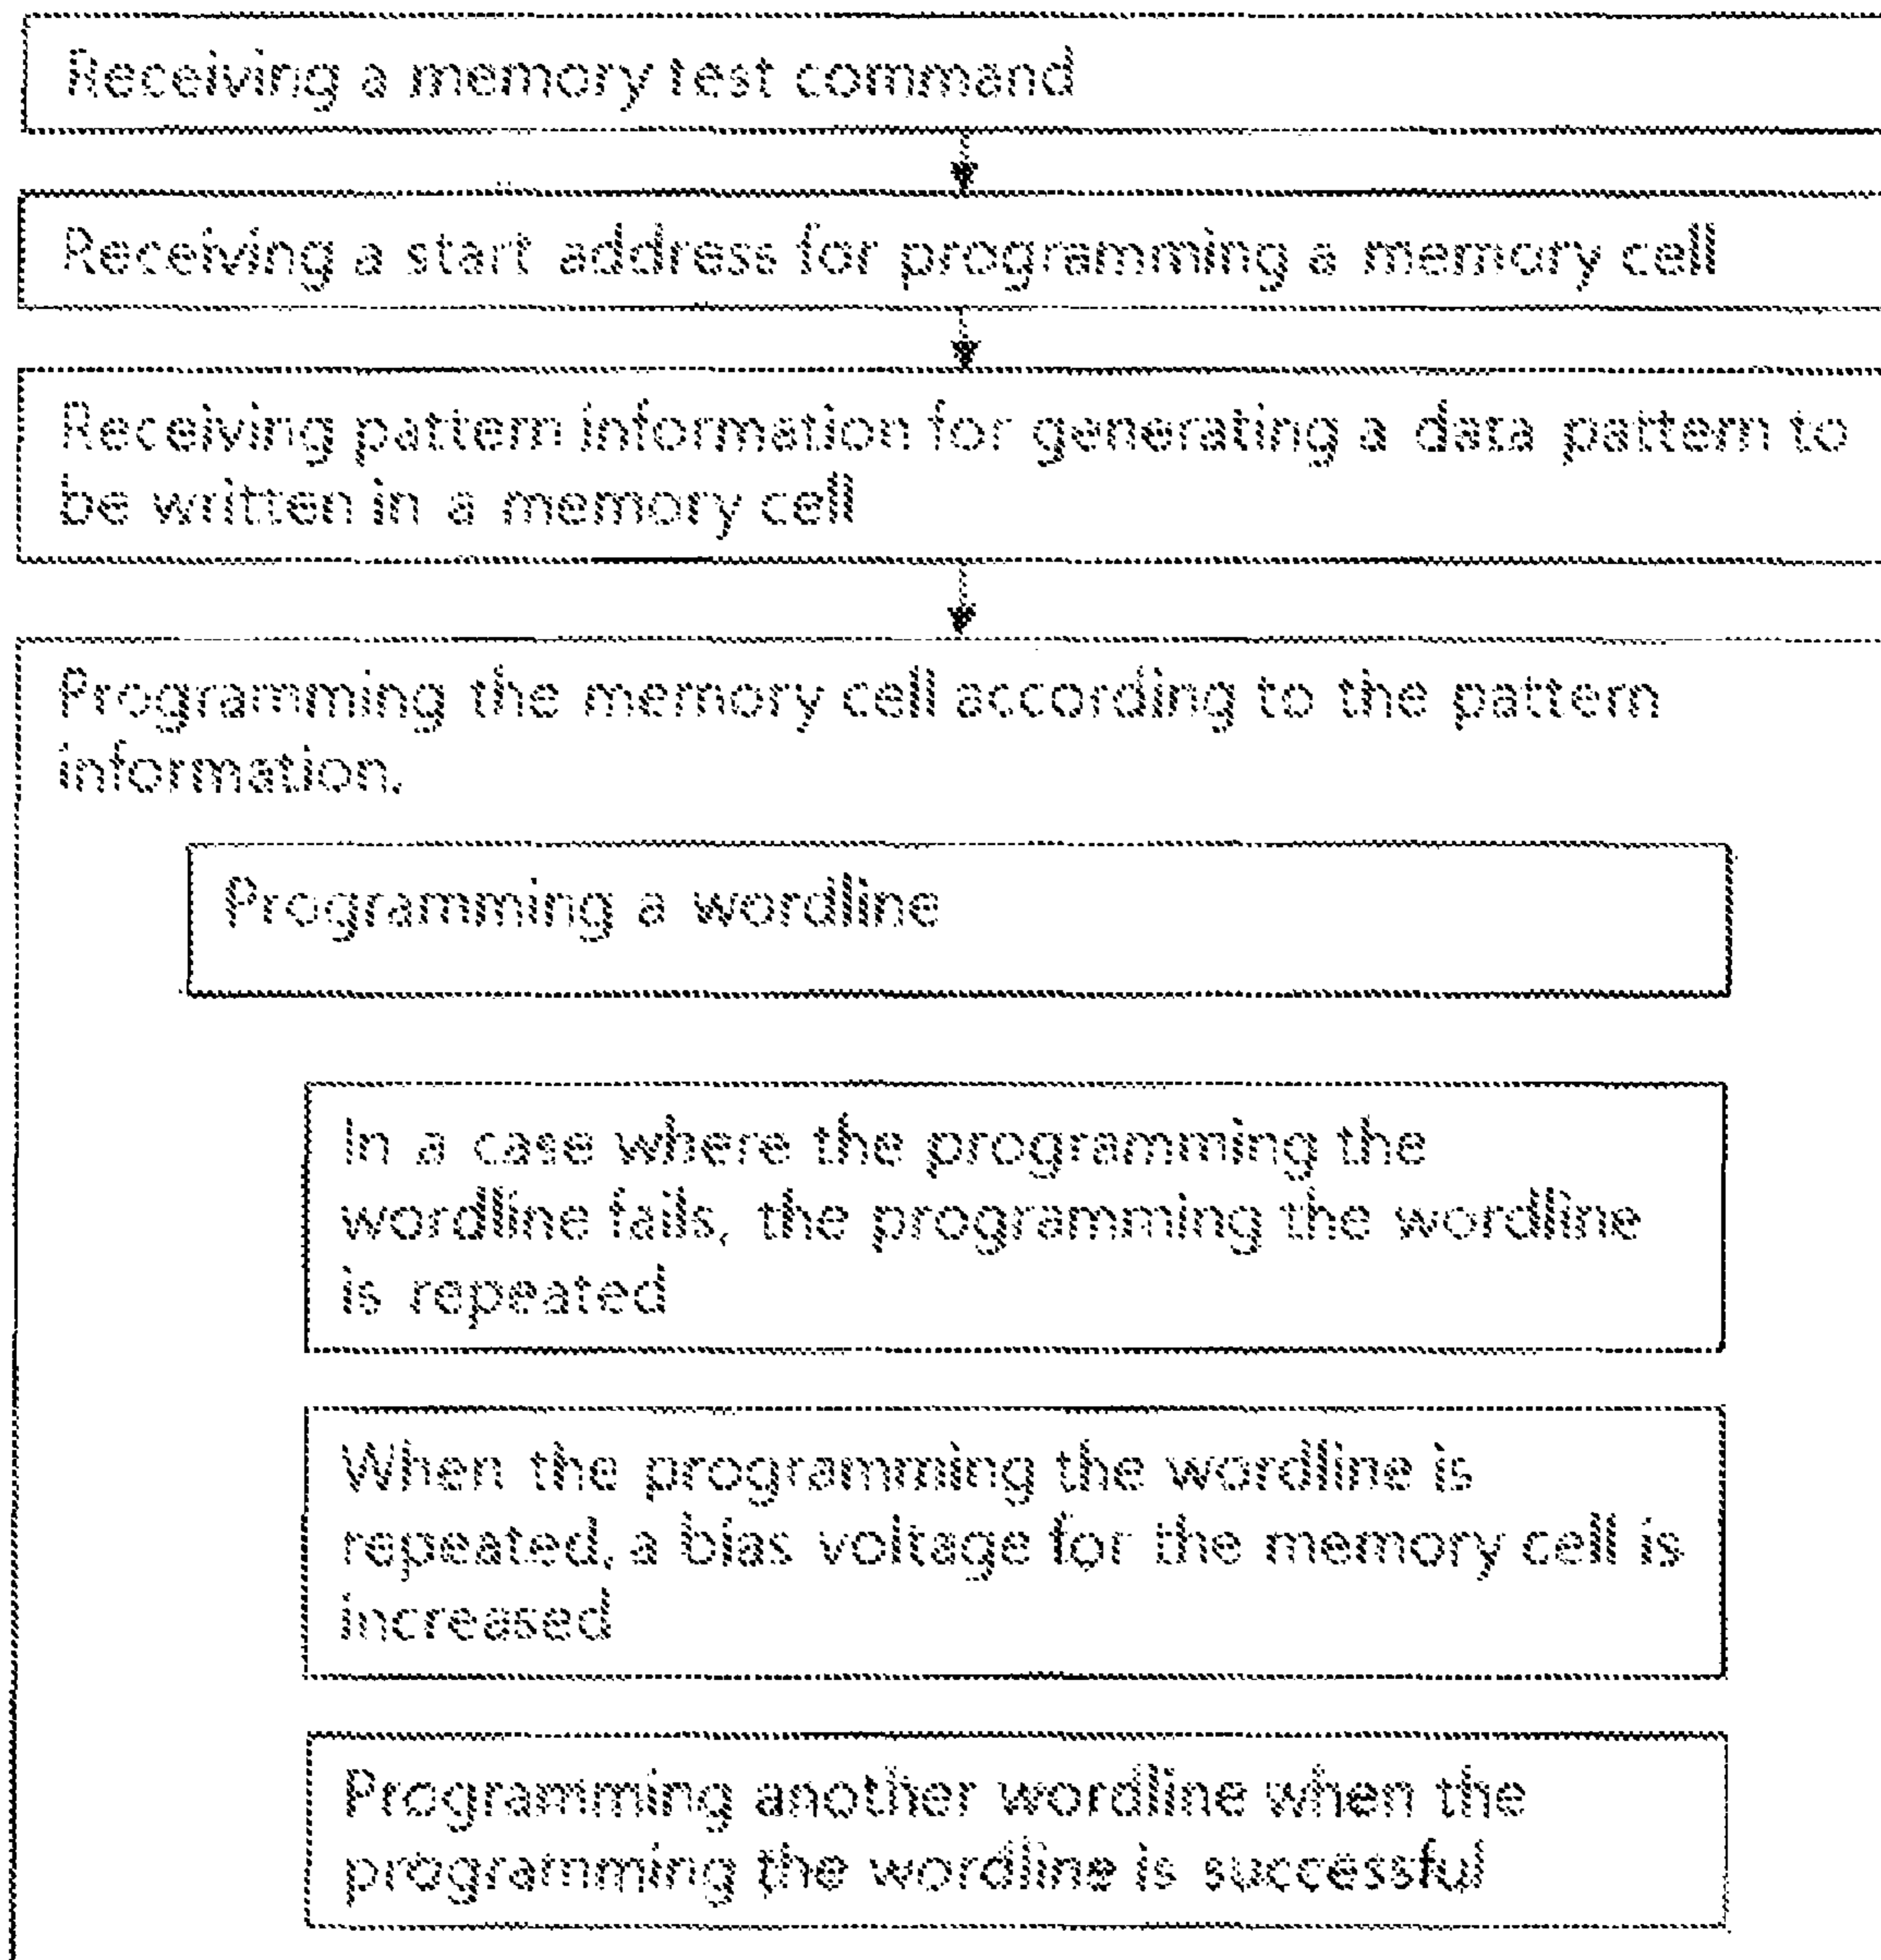 Receiving a memory test command
Receiving a start address for programming a memory cell
Receiving pattern information for generating a data pattern to
be written in a memory cell
Programming the memory cell according to the pattern
information.
Programming a wordline
In a case where the programming the
wordline fails, the programming the wordline
is repeated
When the programming the wordline is
repeated, a bias voltage for the memory cell is
increased
Programming another wordline when the
programming the wordline is successful